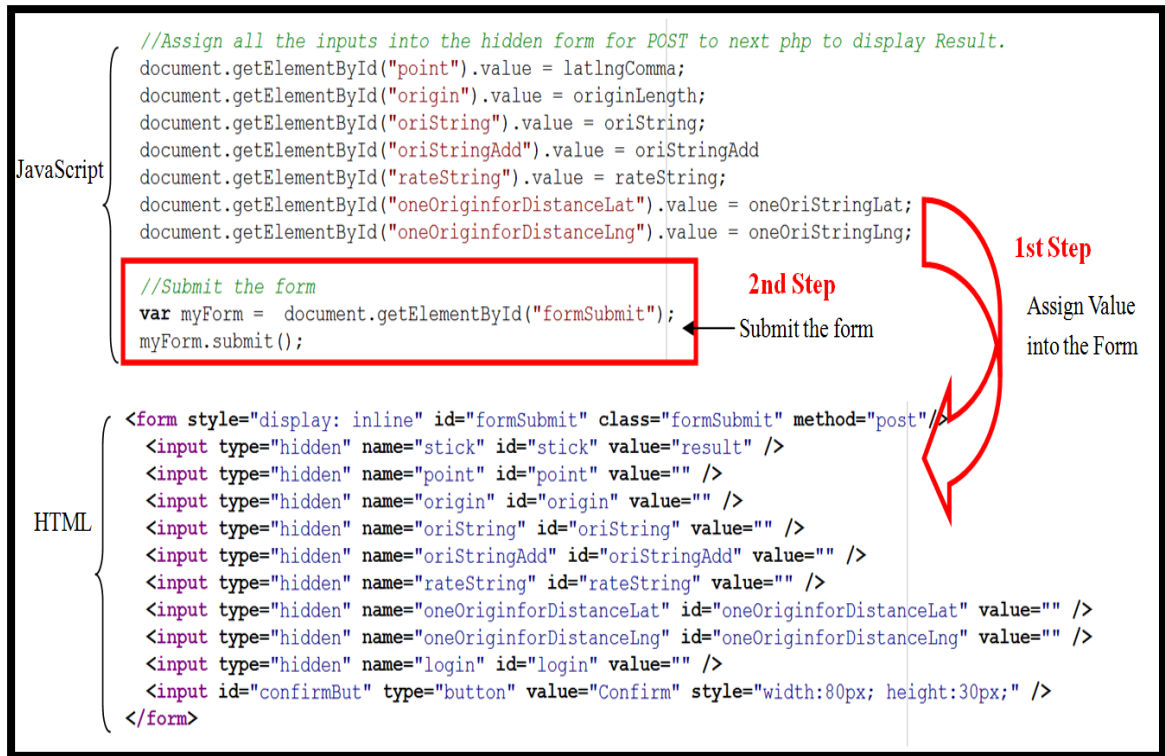 //Assign all the inputs into the hidden form for POST to next php to display Result.
document.getElementById("point").value = latlngComma;
document.getElementById("origin").value = originLength;
document.getElementById("oriString").value = oriString;
document.getElementById("oriStringAdd").value = oriStringAdd
document.getElementById("rateString").value = rateString;
document.getElementById("oneOriginforDistanceLat").value = oneOriStringLat;
document.getElementById("oneOriginforDistanceLng").value = oneOriStringLng;
JavaScript
1st Step
Assign Value
into the Form
//Submit the form
var myForm =  document.getElementById("formSubmit");
myForm.submit();
2nd Step
Submit the form
HTML
<form style="display: inline" id="formSubmit" class="formSubmit" method="post"/>
<input type="hidden" name="stick" id="stick" value="result" />
<input type="hidden" name="point" id="point" value="" />
<input type="hidden" name="origin" id="origin" value="" />
<input type="hidden" name="oriString" id="oriString" value="" />
<input type="hidden" name="oriStringAdd" id="oriStringAdd" value="" />
<input type="hidden" name="rateString" id="rateString" value="" />
<input type="hidden" name="oneOriginforDistanceLat" id="oneOriginforDistanceLat" value="" />
<input type="hidden" name="oneOriginforDistanceLng" id="oneOriginforDistanceLng" value="" />
<input type="hidden" name="login" id="login" value="" />
<input id="confirmBut" type="button" value="Confirm" style="width:80px; height:30px;" />
</form>